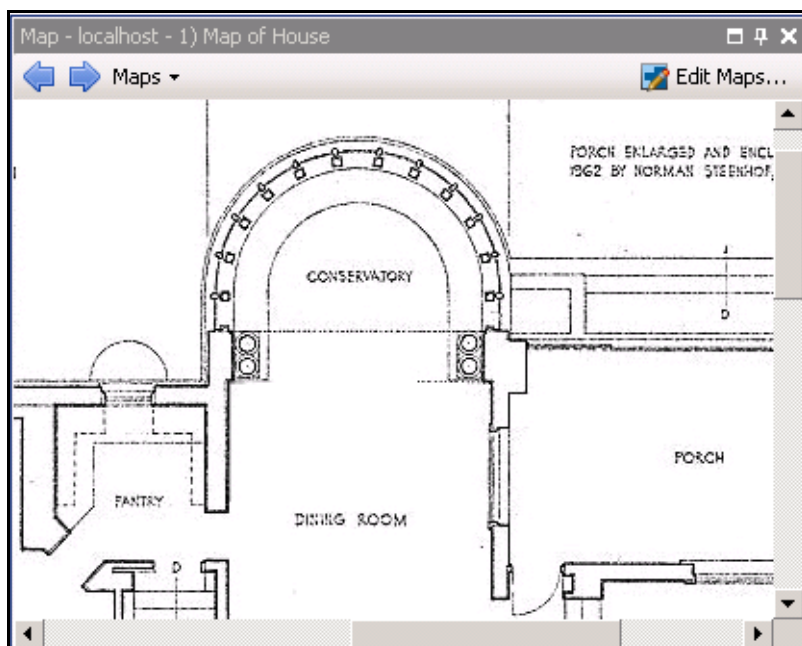 Map - localhost - 1) Map of House
Maps
Edit Maps...
PORCH ENLARGED AND ENCL
1962 BY NORMAN STEENHOF,
CONSERVATORY
D
PORCH
PANTRY
DINING ROOM
D